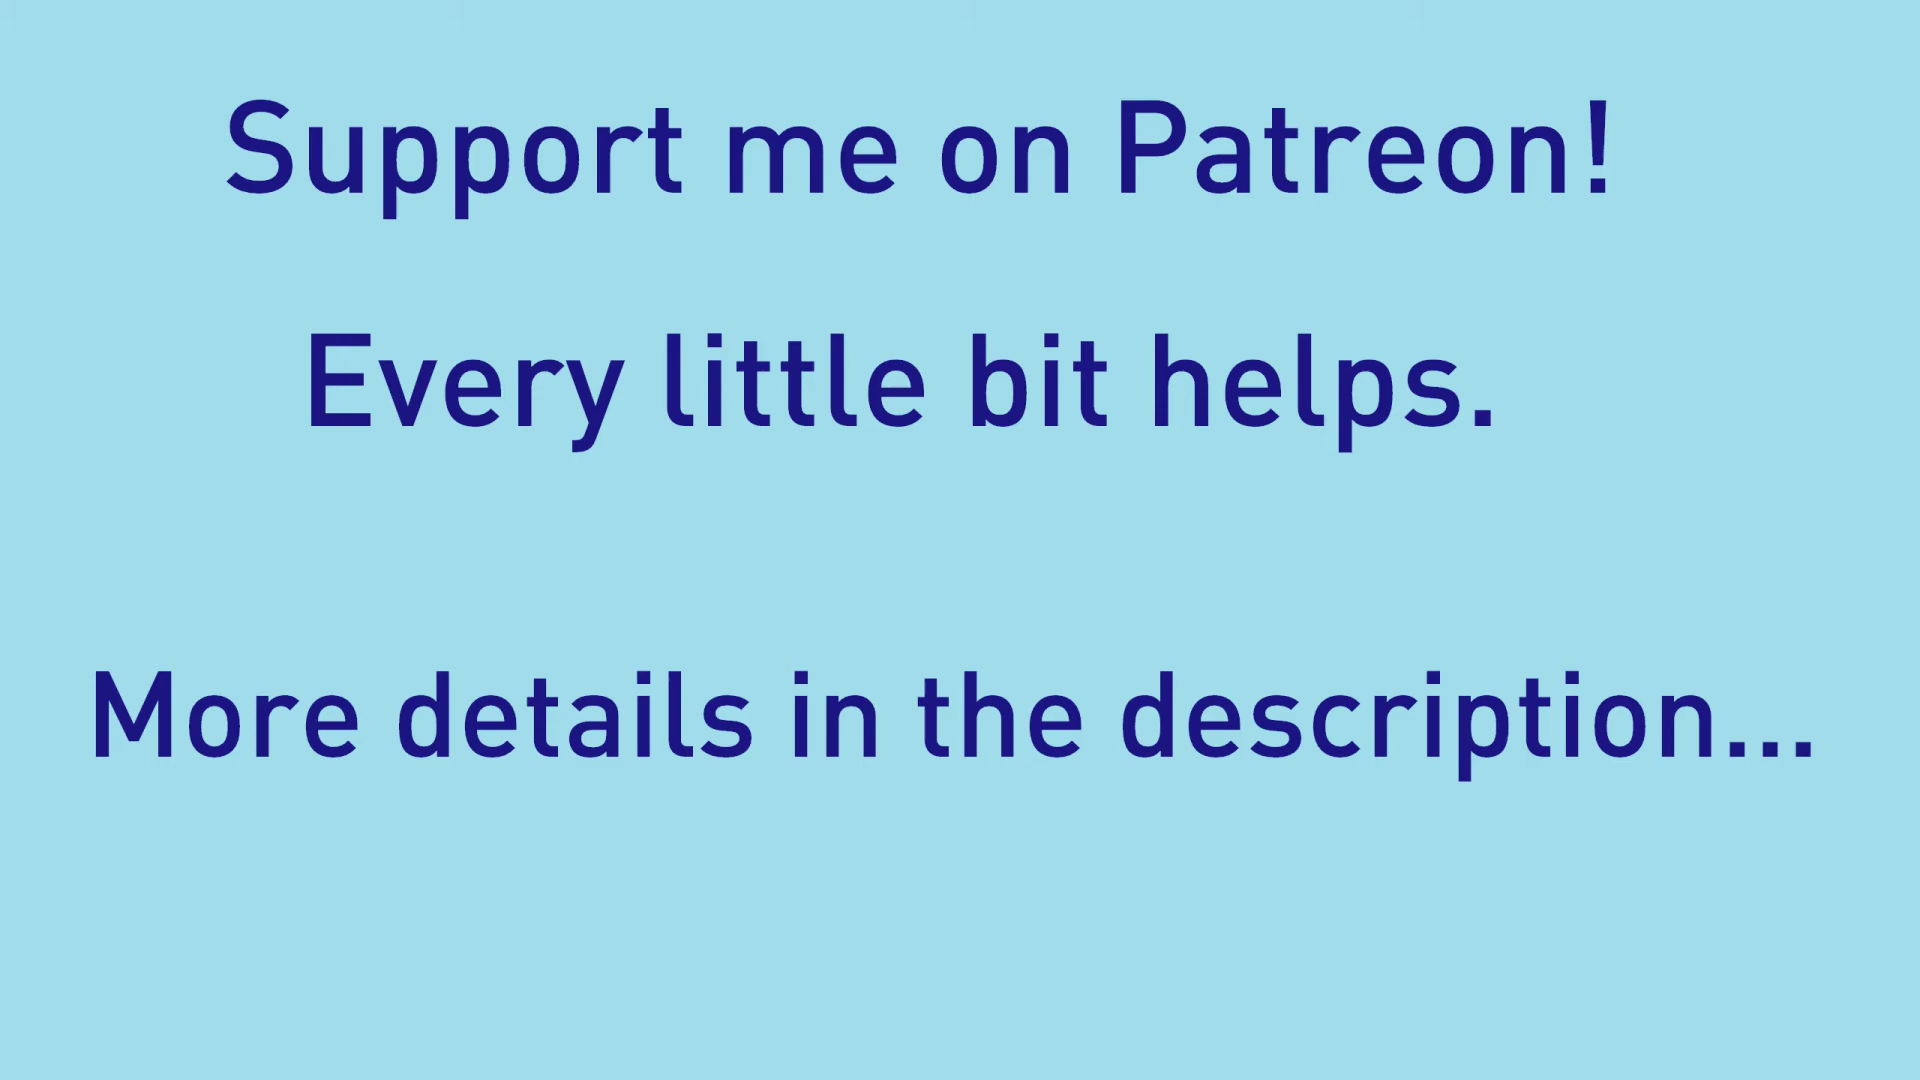 Support me on Patreon!
Every little bit helps.
More details in the description...